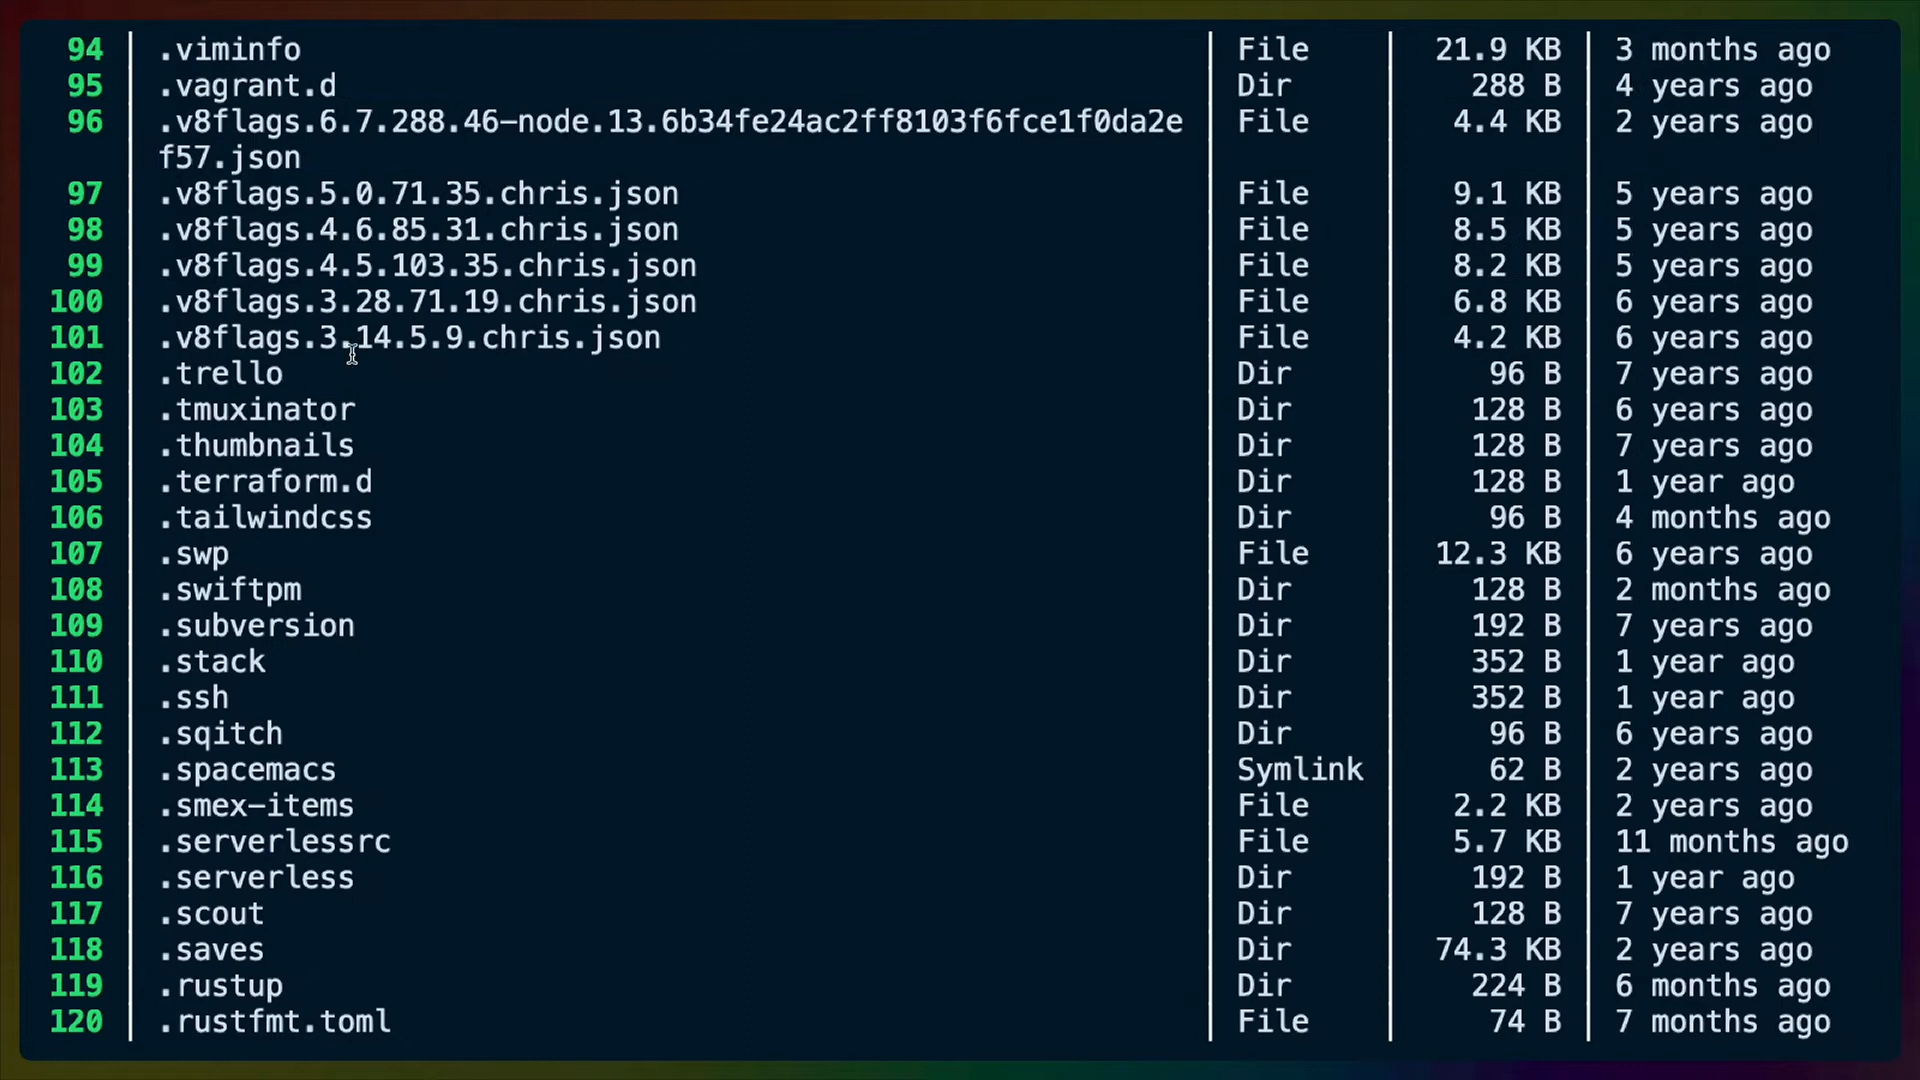 94 .viminfo File 21.9 KB 3 months ago
95 .vagrant.d Dir 288 B 4 years ago
96 .v8flags.6.7.288.46-node.13.6b34fe24ac2ff8103f6fce1f0da2e File 4.4 KB 2 years ago
f57.json
97 .v8flags.5.0.71.35.chris.json File 9.1 KB 5 years ago
98 .v8flags.4.6.85.31.chris.json File 8.5 KB 5 years ago
99 .v8flags.4.5.103.35.chris.json File 8.2 KB 5 years ago
100 .v8flags.3.28.71.19.chris.json File 6.8 KB 6 years ago
101 .v8flags.3.14.5.9.chris.json File 4.2 KB 6 years ago
102 .trello Dir 96 B 7 years ago
103 .tmuxinator Dir 128 B 6 years ago
104 .thumbnails Dir 128 B 7 years ago
105 .terraform.d Dir 128 B 1 year ago
106 .tailwindcss Dir 96 B 4 months ago
107 .swp File 12.3 KB 6 years ago
108 .swiftpm Dir 128 B 2 months ago
109 .subversion Dir 192 B 7 years ago
110 .stack Dir 352 B 1 year ago
111 .ssh Dir 352 B 1 year ago
112 .sqitch Dir 96 B 6 years ago
113 .spacemacs Symlink 62 B 2 years ago
114 .smex-items File 2.2 KB 2 years ago
115 .serverlessrc File 5.7 KB 11 months ago
116 .serverless Dir 192 B 1 year ago
117 .scout Dir 128 B 7 years ago
118 .saves Dir 74.3 KB 2 years ago
119 .rustup Dir 224 B 6 months ago
120 .rustfmt.toml File 74 B 7 months ago